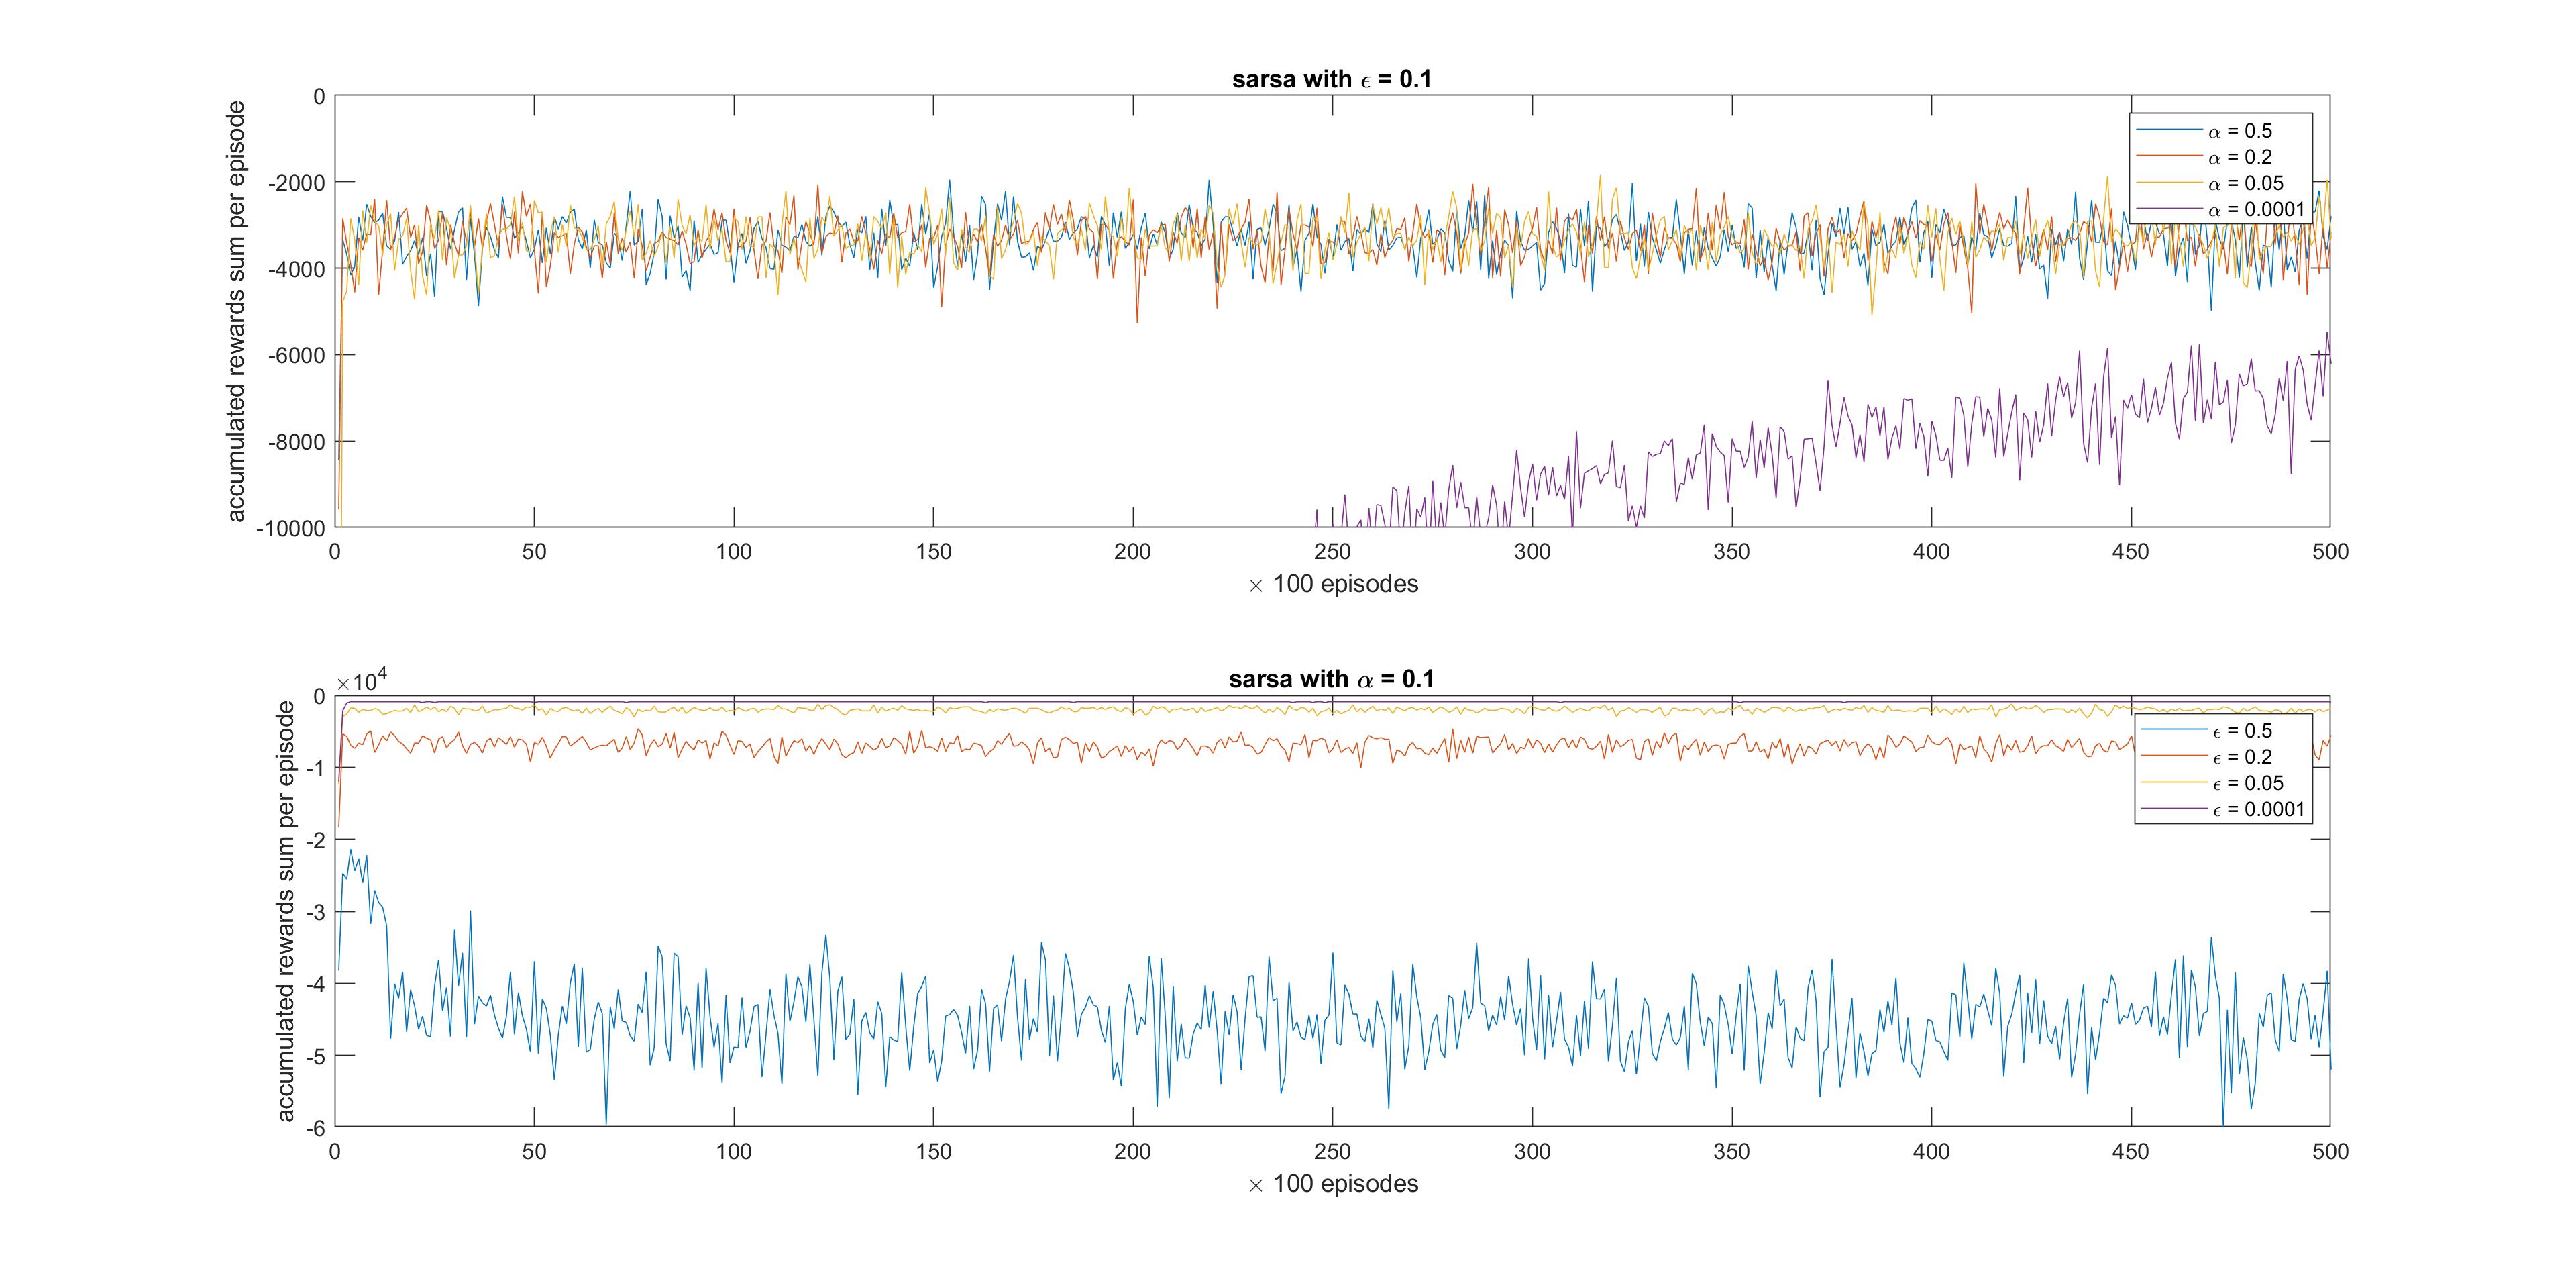 sarsa with ϵ = 0.1
accumulated rewards sum per episode
0
-2000
-4000
-6000
-8000
-10000
α = 0.5
α = 0.2
α = 0.05
α = 0.0001
0 50 100 150 200 250 300 350 400 450 500
× 100 episodes
×10⁴
sarsa with α = 0.1
accumulated rewards sum per episode
0
-1
-2
-3
-4
-5
-6
ϵ = 0.5
ϵ = 0.2
ϵ = 0.05
ϵ = 0.0001
0 50 100 150 200 250 300 350 400 450 500
× 100 episodes